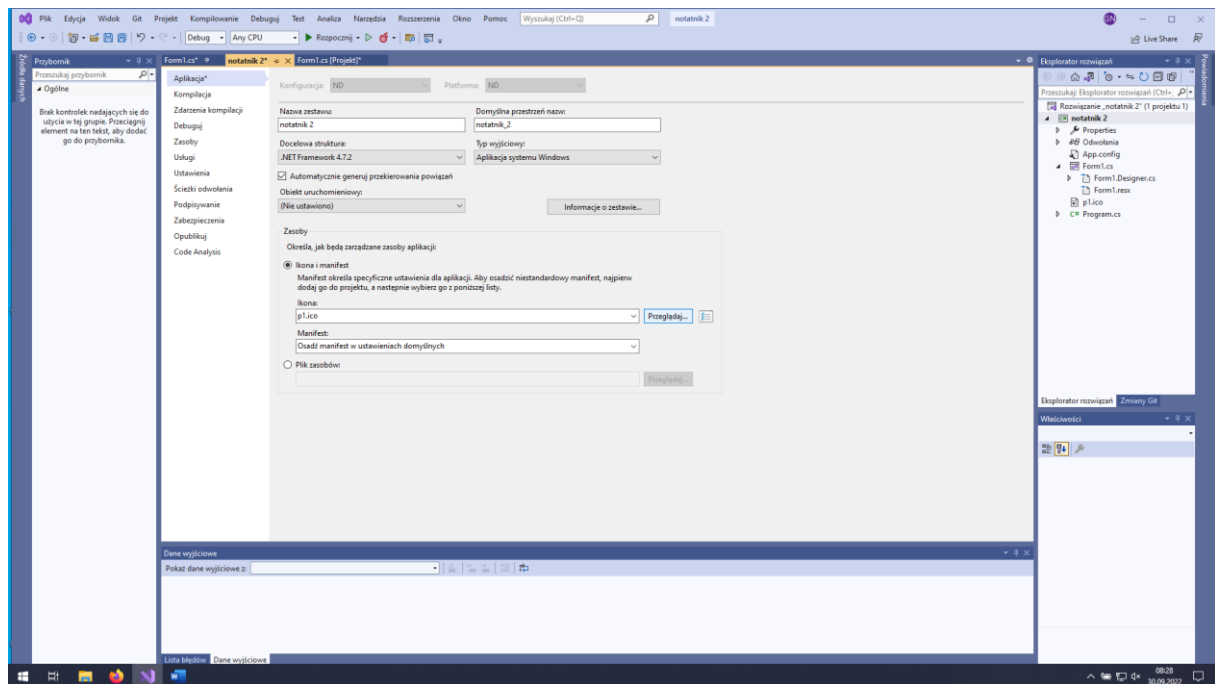 Plik Edycja Widok Git Projekt Kompilowanie Debuguj Test Analiza Narzędzia Rozszerzenia Okno Pomoc Wyszukaj (Ctrl+Q) notatnik 2 GN
Debug Any CPU Rozpocznij Live Share
Źródła danych
Przybornik
Przeszukaj przybornik
Ogólne
Brak kontrolek nadających się do
użycia w tej grupie. Przeciągnij
element na ten tekst, aby dodać
go do przybornika.
Form1.cs* notatnik 2* Form1.cs [Projekt]*
Aplikacja*
Kompilacja
Zdarzenia kompilacji
Debuguj
Zasoby
Usługi
Ustawienia
Ścieżki odwołania
Podpisywanie
Zabezpieczenia
Opublikuj
Code Analysis
Konfiguracja: ND Platforma: ND
Nazwa zestawu: Domyślna przestrzeń nazw:
notatnik 2 notatnik_2
Docelowa struktura: Typ wyjściowy:
.NET Framework 4.7.2 Aplikacja systemu Windows
Automatycznie generuj przekierowania powiązań
Obiekt uruchomieniowy:
(Nie ustawiono) Informacje o zestawie...
Zasoby
Określa, jak będą zarządzane zasoby aplikacji:
Ikona i manifest
Manifest określa specyficzne ustawienia dla aplikacji. Aby osadzić niestandardowy manifest, najpierw
dodaj go do projektu, a następnie wybierz go z poniższej listy.
Ikona:
p1.ico Przeglądaj...
Manifest:
Osadź manifest w ustawieniach domyślnych
Plik zasobów:
Przeglądaj...
Dane wyjściowe
Pokaż dane wyjściowe z:
Lista błędów Dane wyjściowe
Eksplorator rozwiązań
Przeszukaj: Eksplorator rozwiązań (Ctrl+;
Rozwiązanie „notatnik 2" (1 projektu 1)
notatnik 2
Properties
Odwołania
App.config
Form1.cs
Form1.Designer.cs
Form1.resx
p1.ico
C# Program.cs
Eksplorator rozwiązań Zmiany Git
Właściwości
Powiadomienia
08:28
30.09.2022